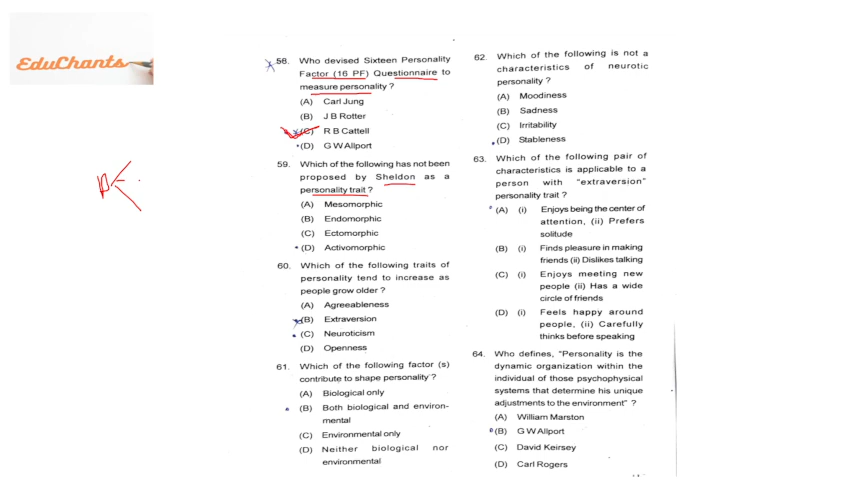 EduChants
58. Who devised Sixteen Personality
Factor (16 PF) Questionnaire to
measure personality ?
(A) Carl Jung
(B) J B Rotter
(C) R B Cattell
(D) G W Allport
59. Which of the following has not been
proposed by Sheldon as a
personality trait ?
(A) Mesomorphic
(B) Endomorphic
(C) Ectomorphic
(D) Activomorphic
60. Which of the following traits of
personality tend to increase as
people grow older ?
(A) Agreeableness
(B) Extraversion
(C) Neuroticism
(D) Openness
61. Which of the following factor (s)
contribute to shape personality ?
(A) Biological only
(B) Both biological and environ-
mental
(C) Environmental only
(D) Neither biological nor
environmental
62. Which of the following is not a
characteristics of neurotic
personality ?
(A) Moodiness
(B) Sadness
(C) Irritability
(D) Stableness
63. Which of the following pair of
characteristics is applicable to a
person with "extraversion"
personality trait ?
(A) (i) Enjoys being the center of
attention, (ii) Prefers
solitude
(B) (i) Finds pleasure in making
friends (ii) Dislikes talking
(C) (i) Enjoys meeting new
people (ii) Has a wide
circle of friends
(D) (i) Feels happy around
people, (ii) Carefully
thinks before speaking
64. Who defines, "Personality is the
dynamic organization within the
individual of those psychophysical
systems that determine his unique
adjustments to the environment" ?
(A) William Marston
(B) G W Allport
(C) David Keirsey
(D) Carl Rogers